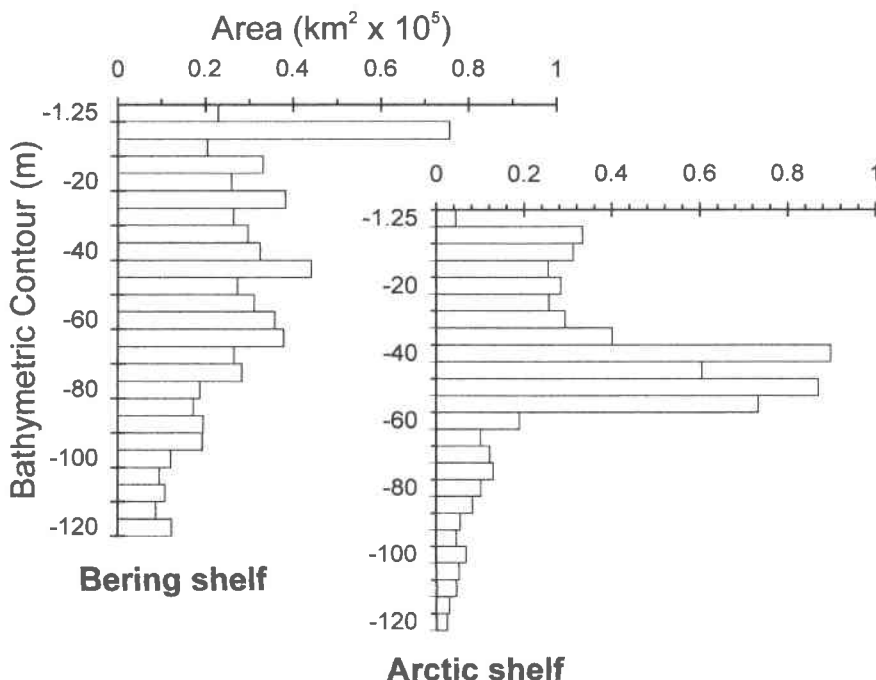 Area (km² x 10⁵)
0 0.2 0.4 0.6 0.8 1
Bathymetric Contour (m)
-1.25
-20
-40
-60
-80
-100
-120
Bering shelf
0 0.2 0.4 0.6 0.8 1
-1.25
-20
-40
-60
-80
-100
-120
Arctic shelf